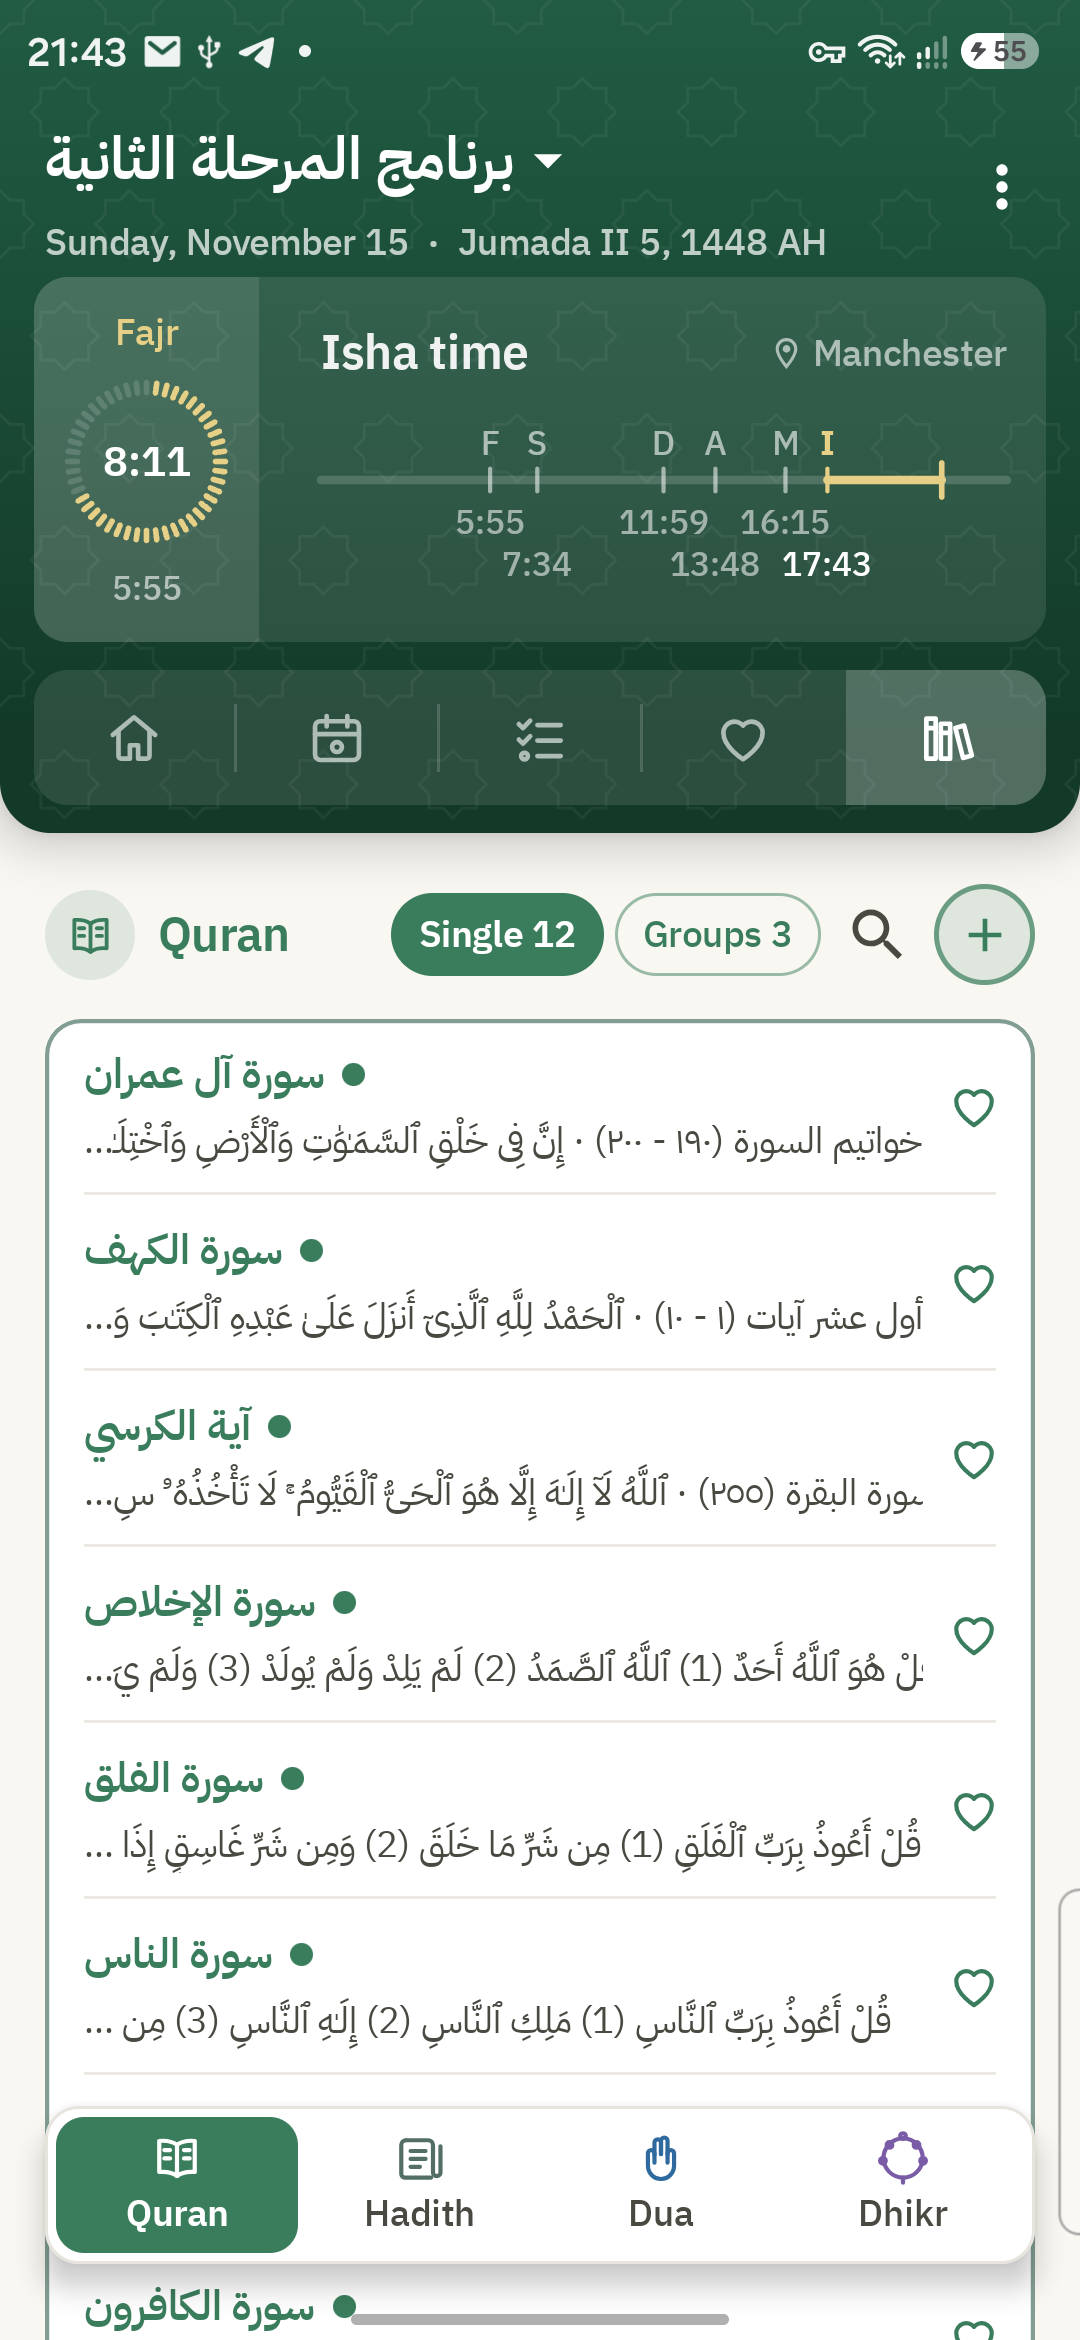 21:43
55
برنامج المرحلة الثانية
Sunday, November 15 · Jumada II 5, 1448 AH
Fajr
8:11
5:55
Isha time
Manchester
F S D A M I
5:55 11:59 16:15
7:34 13:48 17:43
Quran
Single 12
Groups 3
سورة آل عمران
خواتيم السورة (١٩٠ - ٢٠٠) · إِنَّ فِى خَلْقِ ٱلسَّمَـٰوَٰتِ وَٱلْأَرْضِ وَٱخْتِلَـٰ...
سورة الكهف
أول عشر آيات (١ - ١٠) · ٱلْحَمْدُ لِلَّهِ ٱلَّذِىٓ أَنزَلَ عَلَىٰ عَبْدِهِ ٱلْكِتَـٰبَ وَ...
آية الكرسي
سورة البقرة (٢٥٥) · ٱللَّهُ لَآ إِلَـٰهَ إِلَّا هُوَ ٱلْحَىُّ ٱلْقَيُّومُ ۚ لَا تَأْخُذُهُۥ سِ...
سورة الإخلاص
قُلْ هُوَ ٱللَّهُ أَحَدٌ (1) ٱللَّهُ ٱلصَّمَدُ (2) لَمْ يَلِدْ وَلَمْ يُولَدْ (3) وَلَمْ يَ...
سورة الفلق
قُلْ أَعُوذُ بِرَبِّ ٱلْفَلَقِ (1) مِن شَرِّ مَا خَلَقَ (2) وَمِن شَرِّ غَاسِقٍ إِذَا ...
سورة الناس
قُلْ أَعُوذُ بِرَبِّ ٱلنَّاسِ (1) مَلِكِ ٱلنَّاسِ (2) إِلَـٰهِ ٱلنَّاسِ (3) مِن ...
Quran
Hadith
Dua
Dhikr
سورة الكافرون